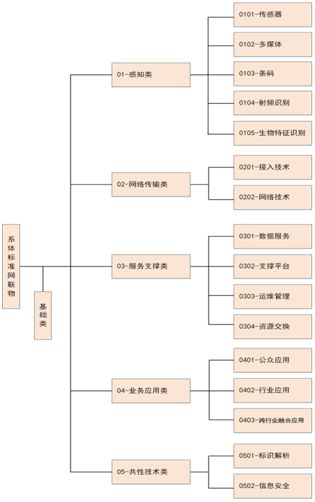 系体标准网联物
基础类
01-感知类
0101-传感器
0102-多媒体
0103-条码
0104-射频识别
0105-生物特征识别
02-网络传输类
0201-接入技术
0202-网络技术
03-服务支撑类
0301-数据服务
0302-支撑平台
0303-运维管理
0304-资源交换
04-业务应用类
0401-公众应用
0402-行业应用
0403-跨行业融合应用
05-共性技术类
0501-标识解析
0502-信息安全